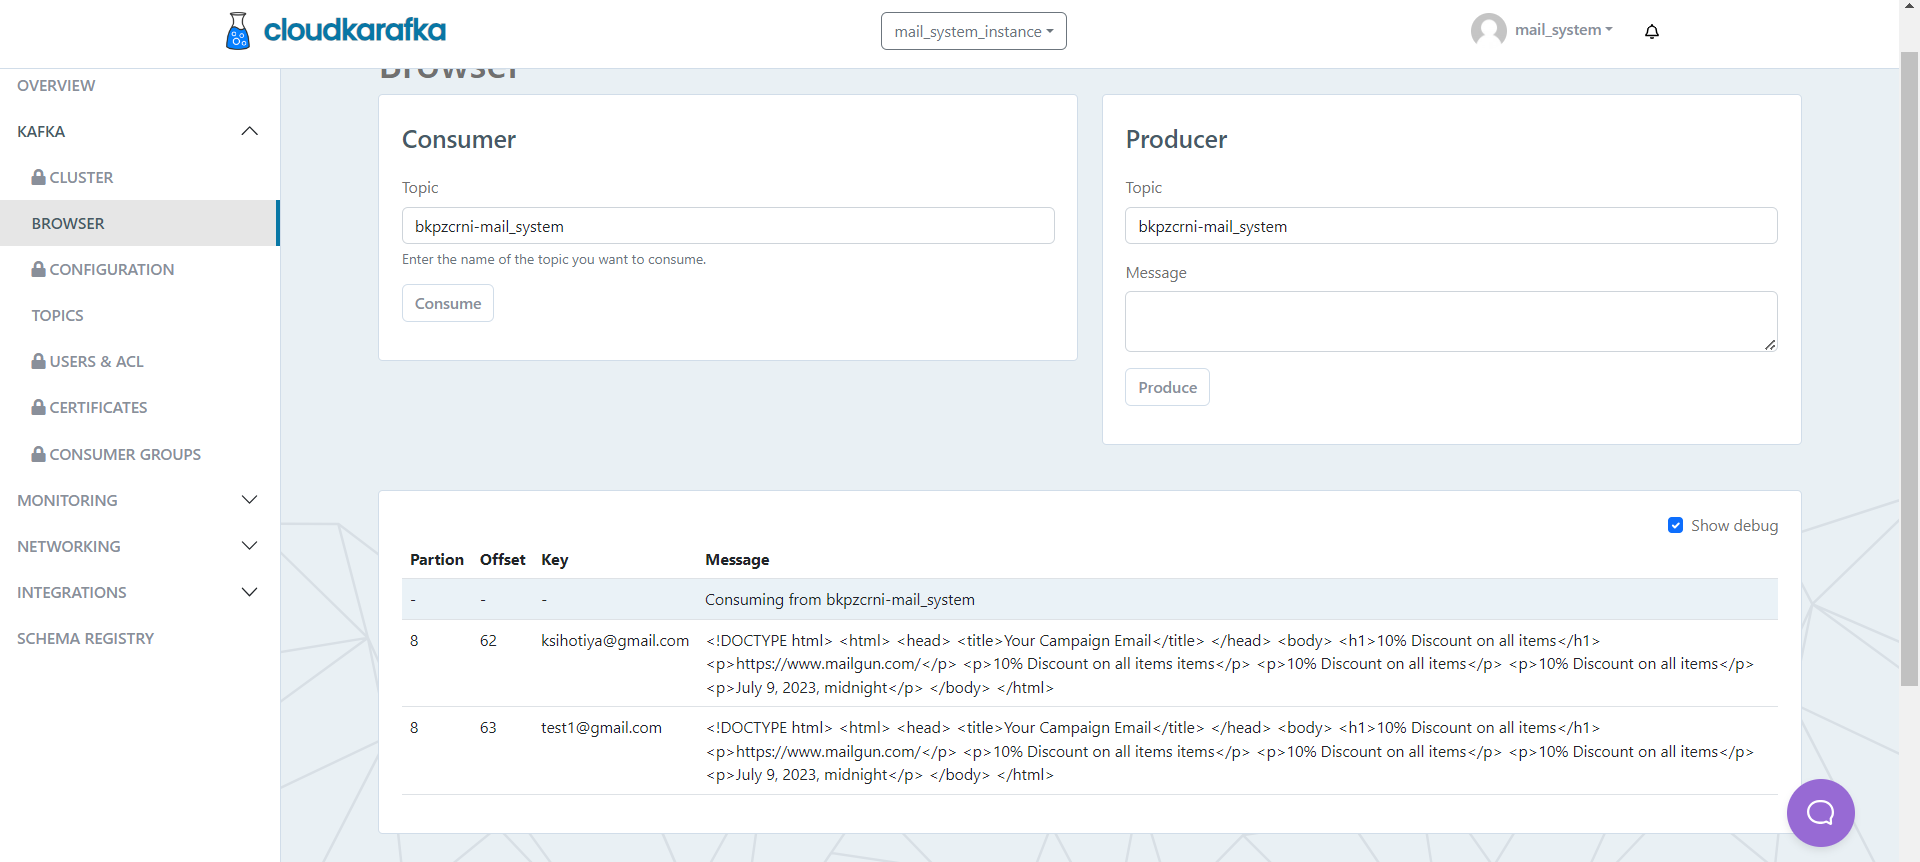 cloudkarafka
mail_system_instance
mail_system
OVERVIEW
KAFKA
CLUSTER
BROWSER
CONFIGURATION
TOPICS
USERS & ACL
CERTIFICATES
CONSUMER GROUPS
MONITORING
NETWORKING
INTEGRATIONS
SCHEMA REGISTRY
Browser
Consumer
Topic
bkpzcrni-mail_system
Enter the name of the topic you want to consume.
Consume
Producer
Topic
bkpzcrni-mail_system
Message
Produce
Show debug
Partion Offset Key Message
- - - Consuming from bkpzcrni-mail_system
8 62 ksihotiya@gmail.com <!DOCTYPE html> <html> <head> <title>Your Campaign Email</title> </head> <body> <h1>10% Discount on all items</h1>
<p>https://www.mailgun.com/</p> <p>10% Discount on all items items</p> <p>10% Discount on all items</p> <p>10% Discount on all items</p>
<p>July 9, 2023, midnight</p> </body> </html>
8 63 test1@gmail.com <!DOCTYPE html> <html> <head> <title>Your Campaign Email</title> </head> <body> <h1>10% Discount on all items</h1>
<p>https://www.mailgun.com/</p> <p>10% Discount on all items items</p> <p>10% Discount on all items</p> <p>10% Discount on all items</p>
<p>July 9, 2023, midnight</p> </body> </html>